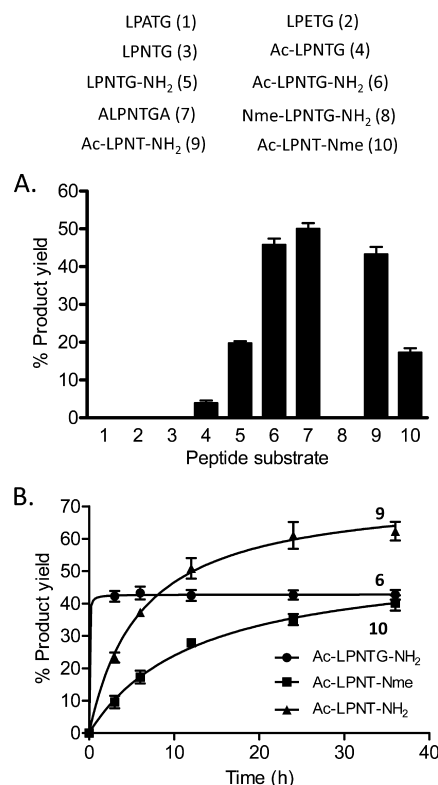 LPATG (1) LPETG (2)
LPNTG (3) Ac-LPNTG (4)
LPNTG-NH₂ (5) Ac-LPNTG-NH₂ (6)
ALPNTGA (7) Nme-LPNTG-NH₂ (8)
Ac-LPNT-NH₂ (9) Ac-LPNT-Nme (10)
A.
60
50
40
30
20
10
0
% Product yield
1 2 3 4 5 6 7 8 9 10
Peptide substrate
B.
70
60
50
40
30
20
10
0
% Product yield
9
6
10
Ac-LPNTG-NH₂
Ac-LPNT-Nme
Ac-LPNT-NH₂
0 10 20 30 40
Time (h)